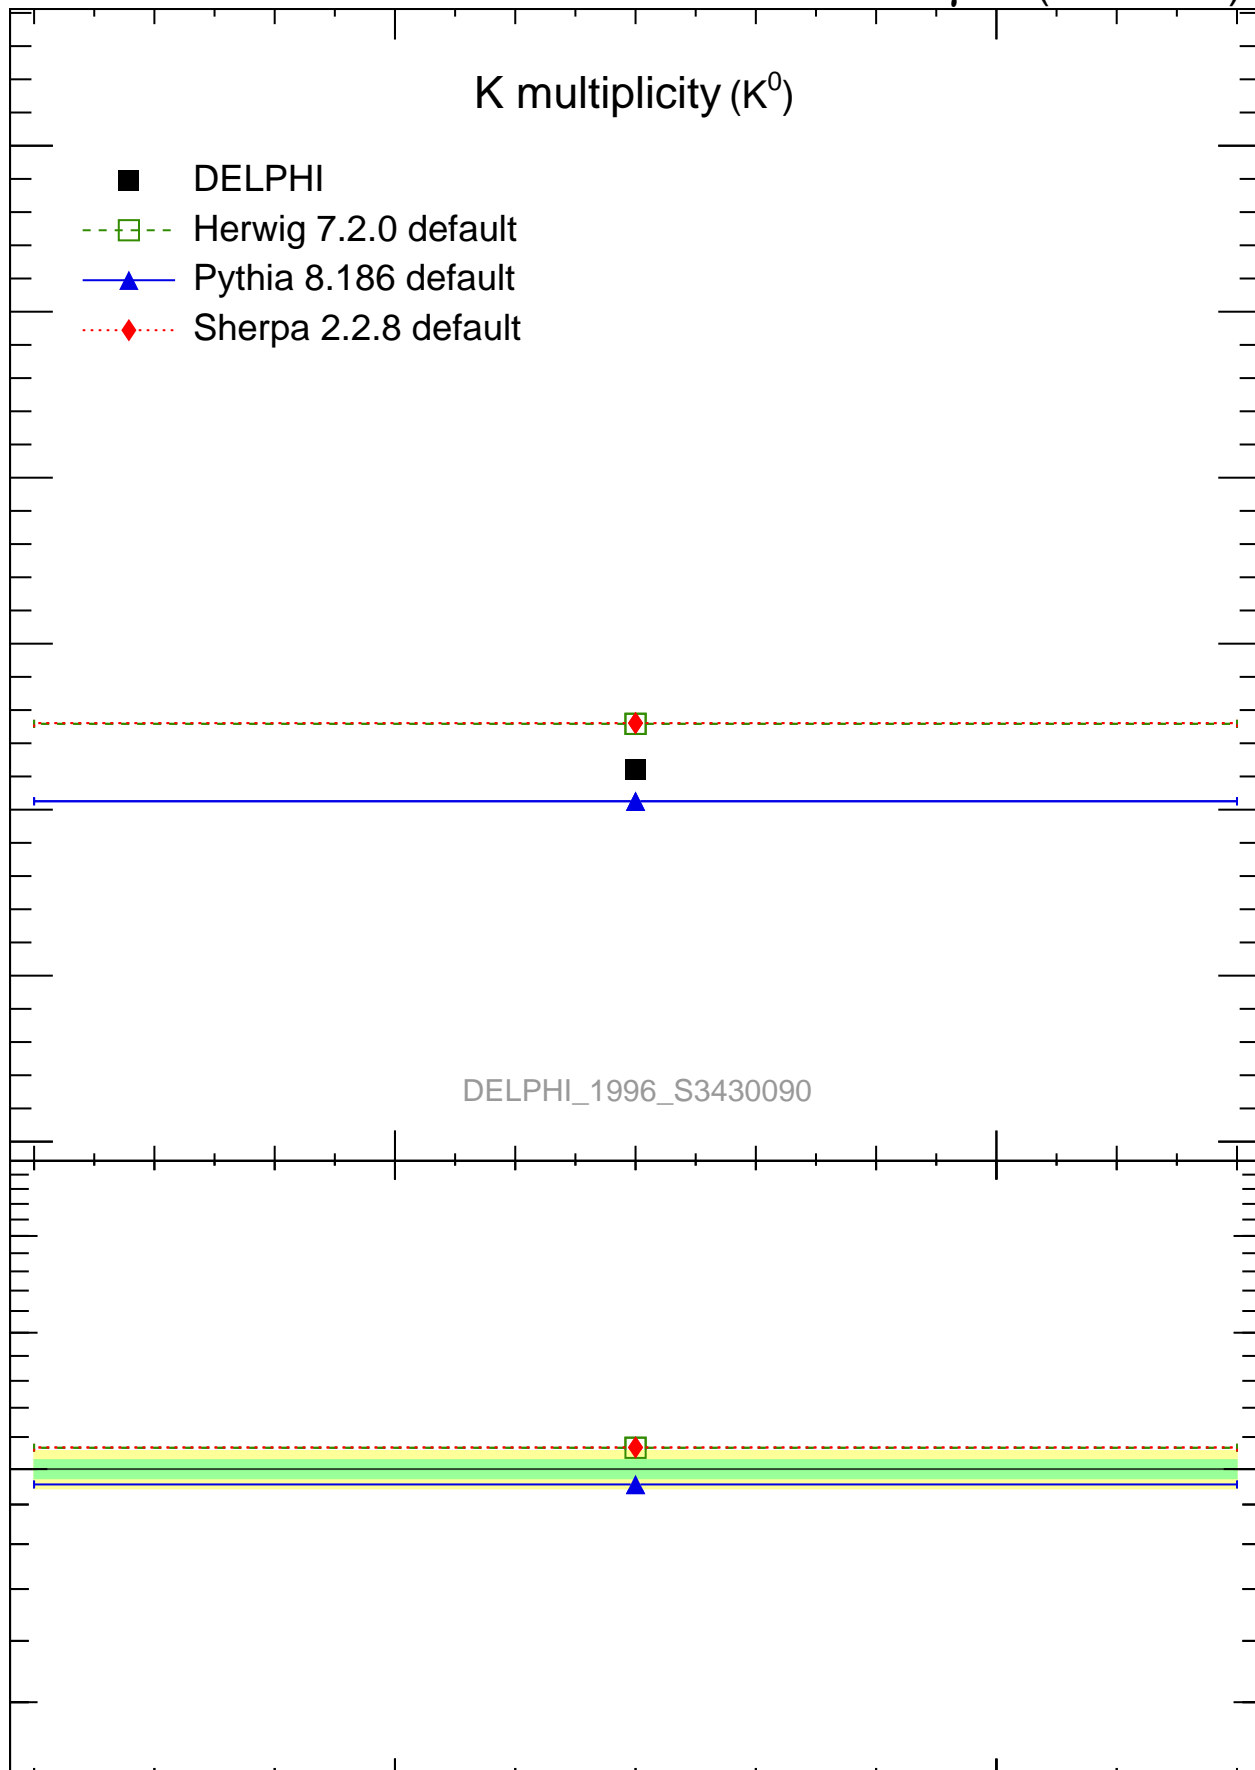 K multiplicity (K⁰)
DELPHI
Herwig 7.2.0 default
Pythia 8.186 default
Sherpa 2.2.8 default
DELPHI_1996_S3430090